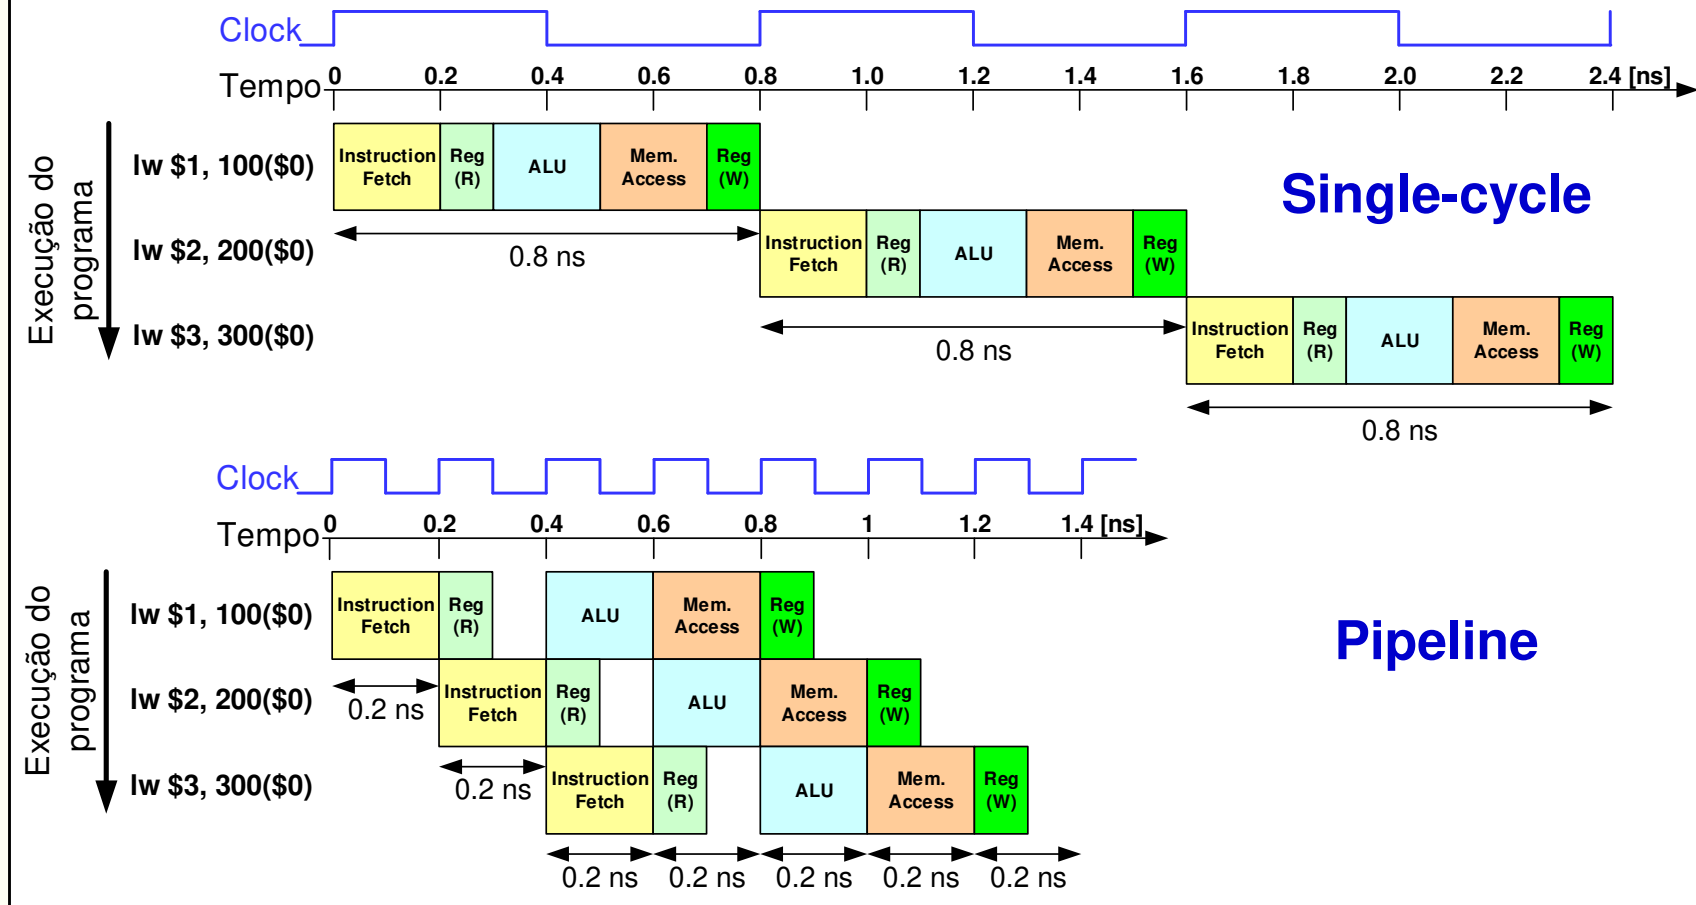 Clock
Tempo
0 0.2 0.4 0.6 0.8 1.0 1.2 1.4 1.6 1.8 2.0 2.2 2.4 [ns]
Execução do
programa
lw $1, 100($0)
Instruction
Fetch
Reg
(R)
ALU
Mem.
Access
Reg
(W)
Single-cycle
0.8 ns
lw $2, 200($0)
Instruction
Fetch
Reg
(R)
ALU
Mem.
Access
Reg
(W)
0.8 ns
lw $3, 300($0)
Instruction
Fetch
Reg
(R)
ALU
Mem.
Access
Reg
(W)
0.8 ns
Clock
Tempo
0 0.2 0.4 0.6 0.8 1 1.2 1.4 [ns]
Execução do
programa
lw $1, 100($0)
Instruction
Fetch
Reg
(R)
ALU
Mem.
Access
Reg
(W)
Pipeline
0.2 ns
lw $2, 200($0)
Instruction
Fetch
Reg
(R)
ALU
Mem.
Access
Reg
(W)
0.2 ns
lw $3, 300($0)
Instruction
Fetch
Reg
(R)
ALU
Mem.
Access
Reg
(W)
0.2 ns 0.2 ns 0.2 ns 0.2 ns 0.2 ns